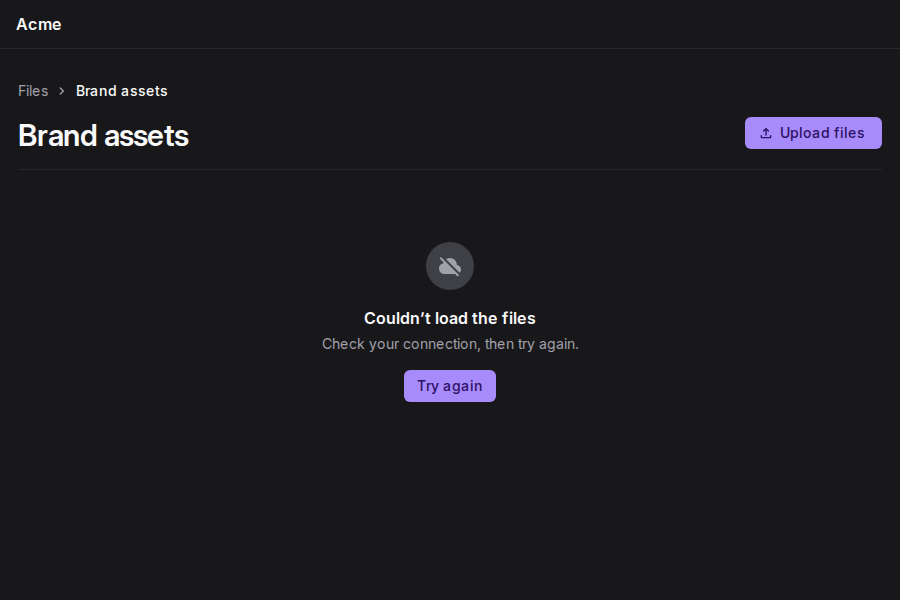 Acme
Files > Brand assets
Brand assets
Upload files
Couldn’t load the files
Check your connection, then try again.
Try again